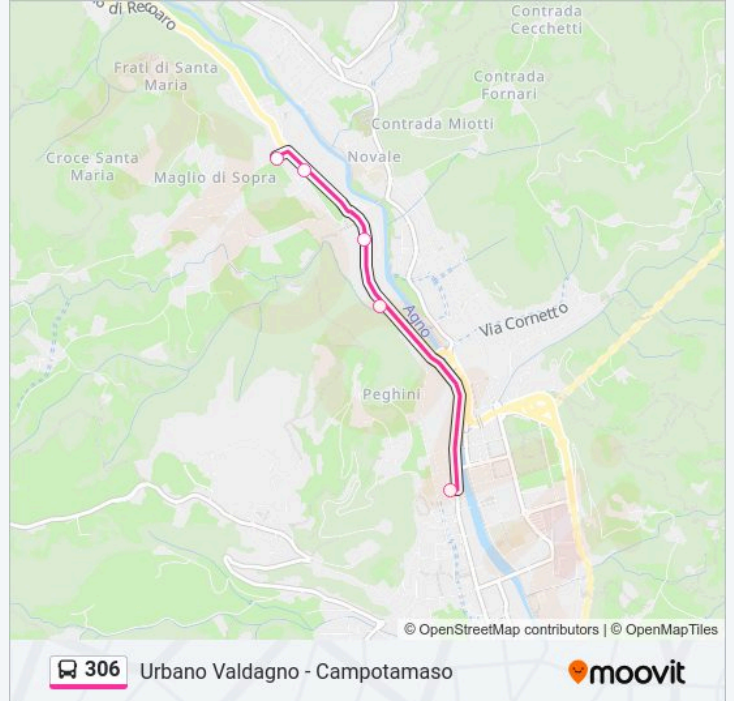 o di Recoaro
Contrada
Cecchetti
Frati di Santa
Maria
Contrada
Fornari
Contrada Miotti
Croce Santa
Maria
Novale
Maglio di Sopra
Agno
Via Cornetto
Peghini
© OpenStreetMap contributors | © OpenMapTiles
306
Urbano Valdagno - Campotamaso
moovit